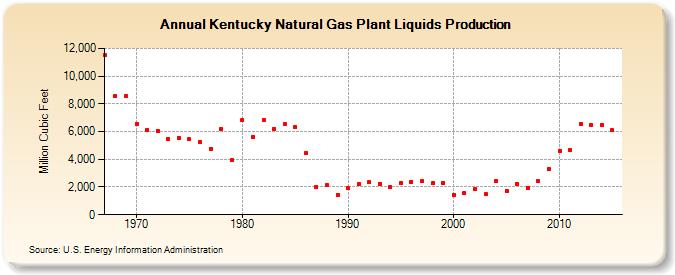 Annual Kentucky Natural Gas Plant Liquids Production
Million Cubic Feet
12,000
10,000
8,000
6,000
4,000
2,000
0
1970 1980 1990 2000 2010
Source: U.S. Energy Information Administration